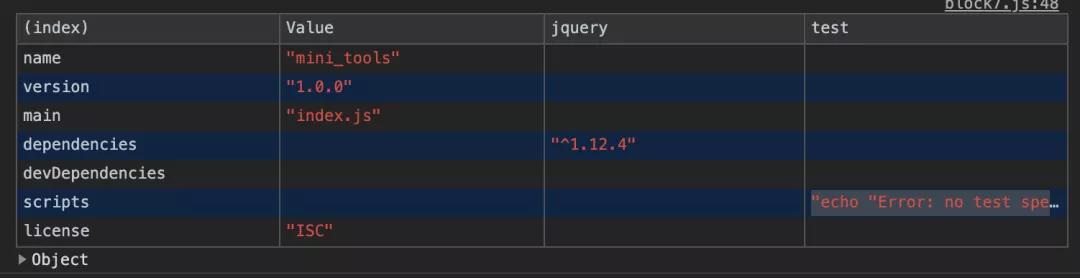 block7.js:48
(index) Value jquery test
name "mini_tools"
version "1.0.0"
main "index.js"
dependencies "^1.12.4"
devDependencies
scripts "echo "Error: no test spe…
license "ISC"
Object